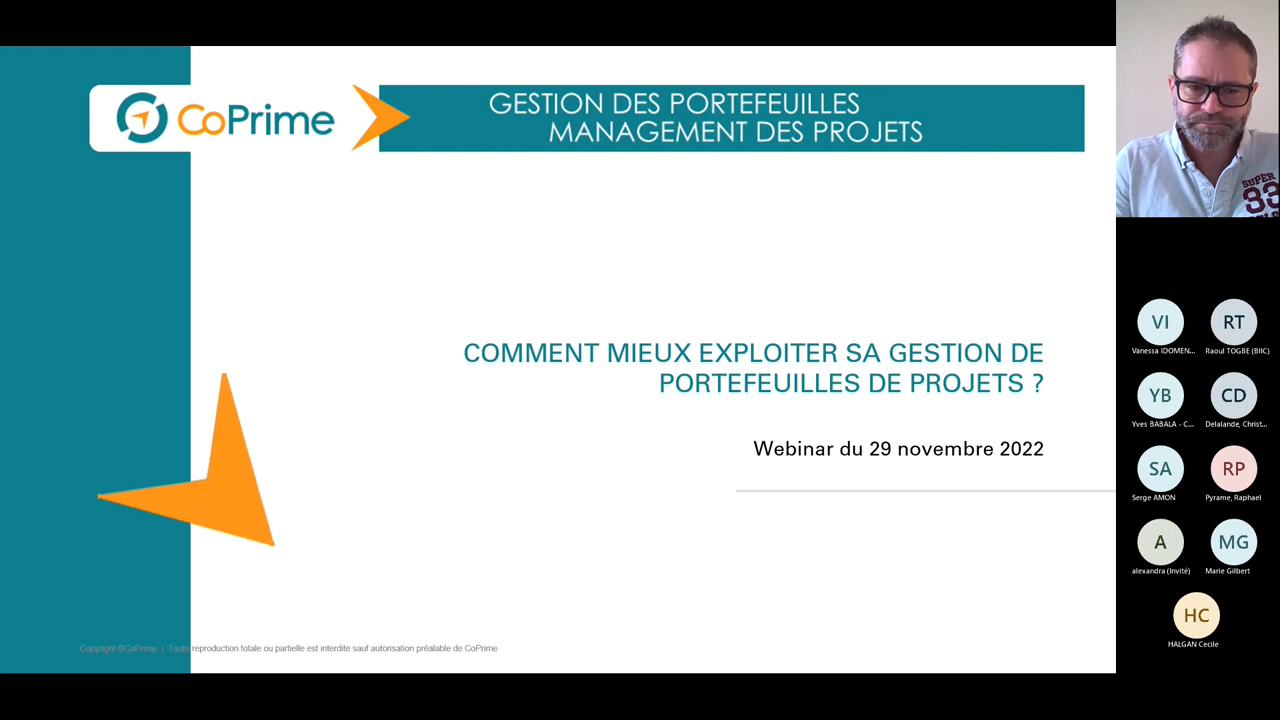 CoPrime
GESTION DES PORTEFEUILLES
MANAGEMENT DES PROJETS
COMMENT MIEUX EXPLOITER SA GESTION DE
PORTEFEUILLES DE PROJETS ?
Webinar du 29 novembre 2022
Copyright ©CoPrime | Toute reproduction totale ou partielle est interdite sauf autorisation préalable de CoPrime
SUPER
33
VI
RT
Vanessa IDOMEN...
Raoul TOGBE (BIIC)
YB
CD
Yves BABALA - C...
Delalande, Christ...
SA
RP
Serge AMON
Pyrame, Raphael
A
MG
alexandra (Invité)
Marie Gilbert
HC
HALGAN Cecile